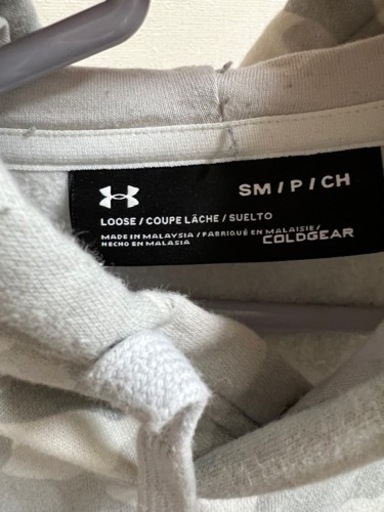 SM / P / CH
LOOSE / COUPE LÂCHE / SUELTO
MADE IN MALAYSIA / FABRIQUÉ EN MALAISIE/
HECHO EN MALASIA
COLDGEAR